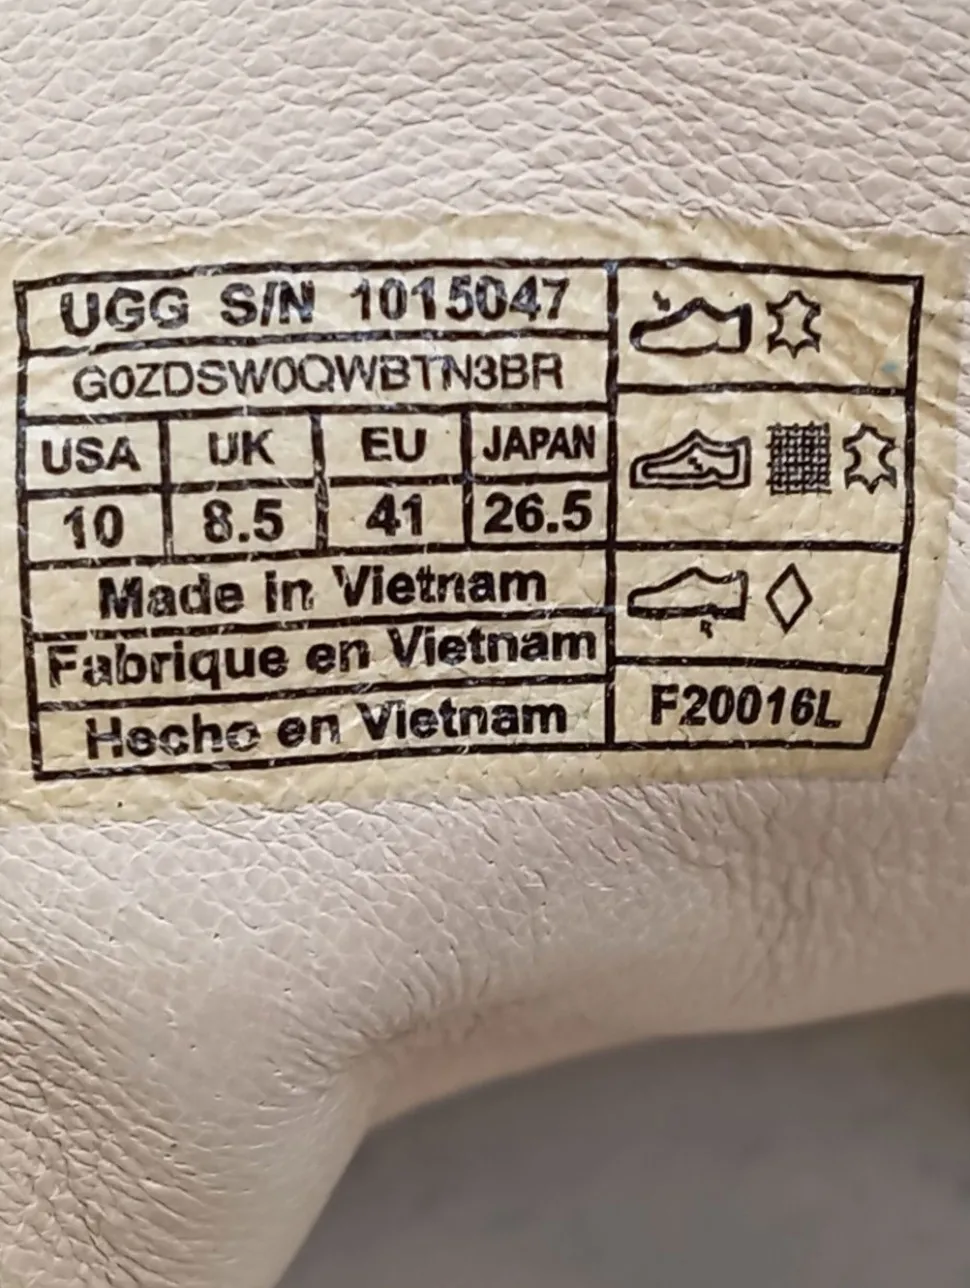 UGG S/N 1015047
G0ZDSW0QWBTN3BR
USA UK EU JAPAN
10 8.5 41 26.5
Made in Vietnam
Fabrique en Vietnam
Hecho en Vietnam
F20016L